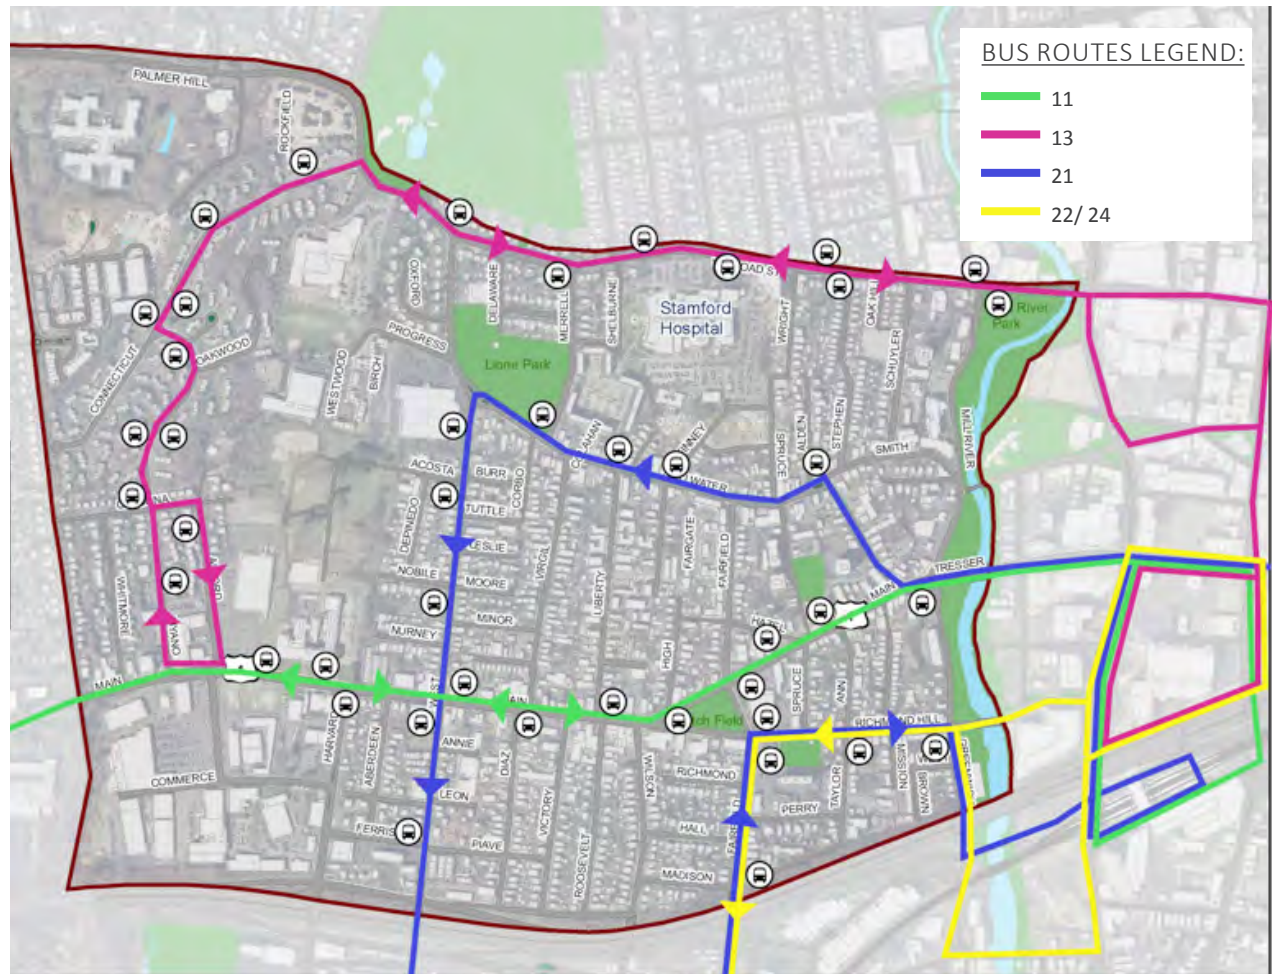 BUS ROUTES LEGEND:
11
13
21
22/ 24
PALMER HILL
ROCKFIELD
OXFORD
DELAWARE
MERRELL
SHELBURNE
Stamford
Hospital
WRIGHT
OAK HILL
SCHUYLER
River
Park
PROGRESS
Lione Park
OAKWOOD
CONNECTICUT
WESTWOOD
BIRCH
STEPHEN
ALDEN
SPRUCE
SMITH
MILL RIVER
ACOSTA
BURR
CORBO
TUTTLE
LESLIE
DEPINEDO
NOBILE
MOORE
MINOR
NURNEY
VIRGIL
LIBERTY
FAIRGATE
FAIRFIELD
WATER
TRESSER
MAIN
WHITMORE
HIGH
SPRUCE
ANN
RICHMOND HILL
MAIN
HARVARD
ABERDEEN
ANNIE
DIAZ
WILSON
RICHMOND
TAYLOR
MISSION
BROWN
COMMERCE
LEON
VICTORY
PERRY
FERRIS
PIAVE
ROOSEVELT
HALL
MADISON